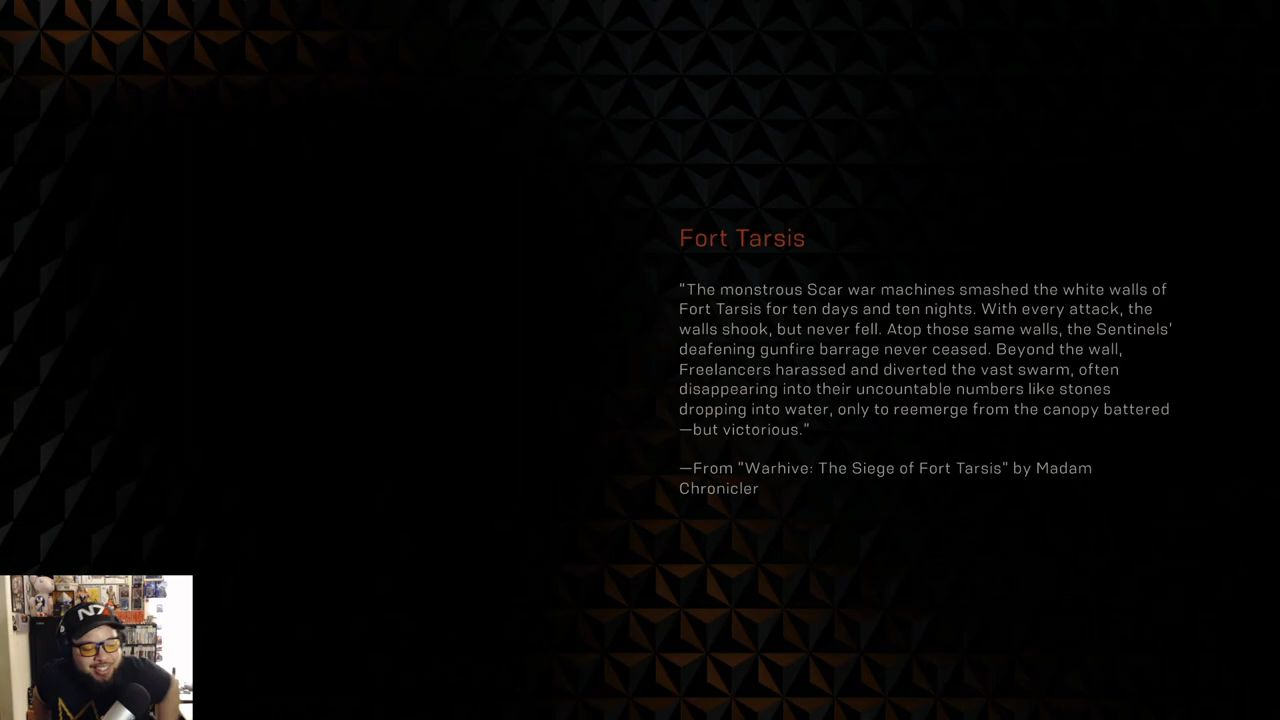 Fort Tarsis
"The monstrous Scar war machines smashed the white walls of
Fort Tarsis for ten days and ten nights. With every attack, the
walls shook, but never fell. Atop those same walls, the Sentinels'
deafening gunfire barrage never ceased. Beyond the wall,
Freelancers harassed and diverted the vast swarm, often
disappearing into their uncountable numbers like stones
dropping into water, only to reemerge from the canopy battered
—but victorious."
—From "Warhive: The Siege of Fort Tarsis" by Madam
Chronicler
N7